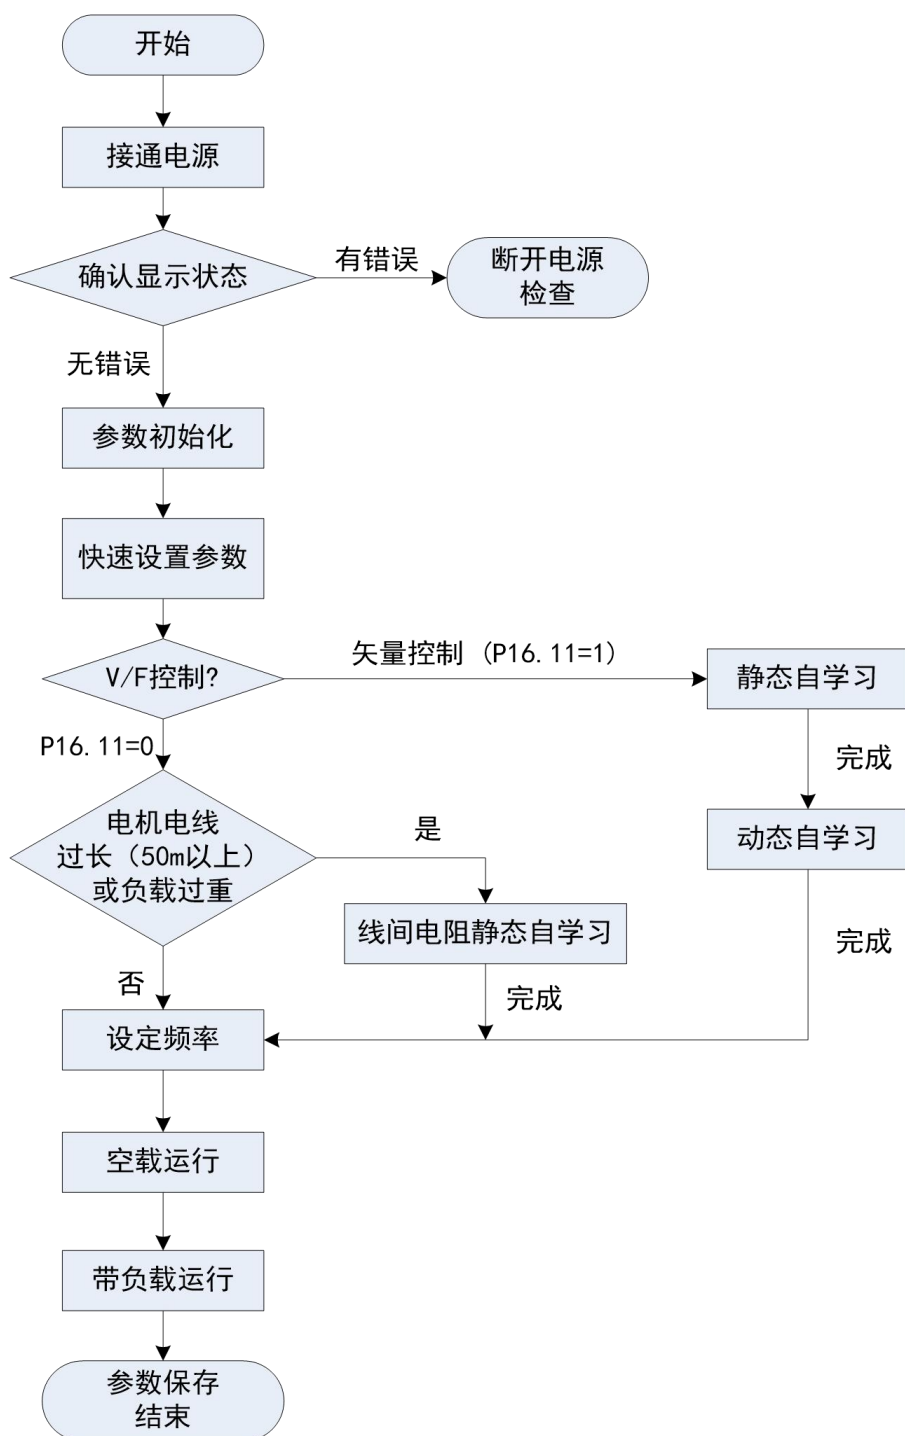 开始
接通电源
确认显示状态
有错误
断开电源
检查
无错误
参数初始化
快速设置参数
V/F控制?
矢量控制 (P16.11=1)
静态自学习
P16.11=0
完成
电机电线
过长（50m以上）
或负载过重
是
动态自学习
线间电阻静态自学习
完成
否
完成
设定频率
空载运行
带负载运行
参数保存
结束